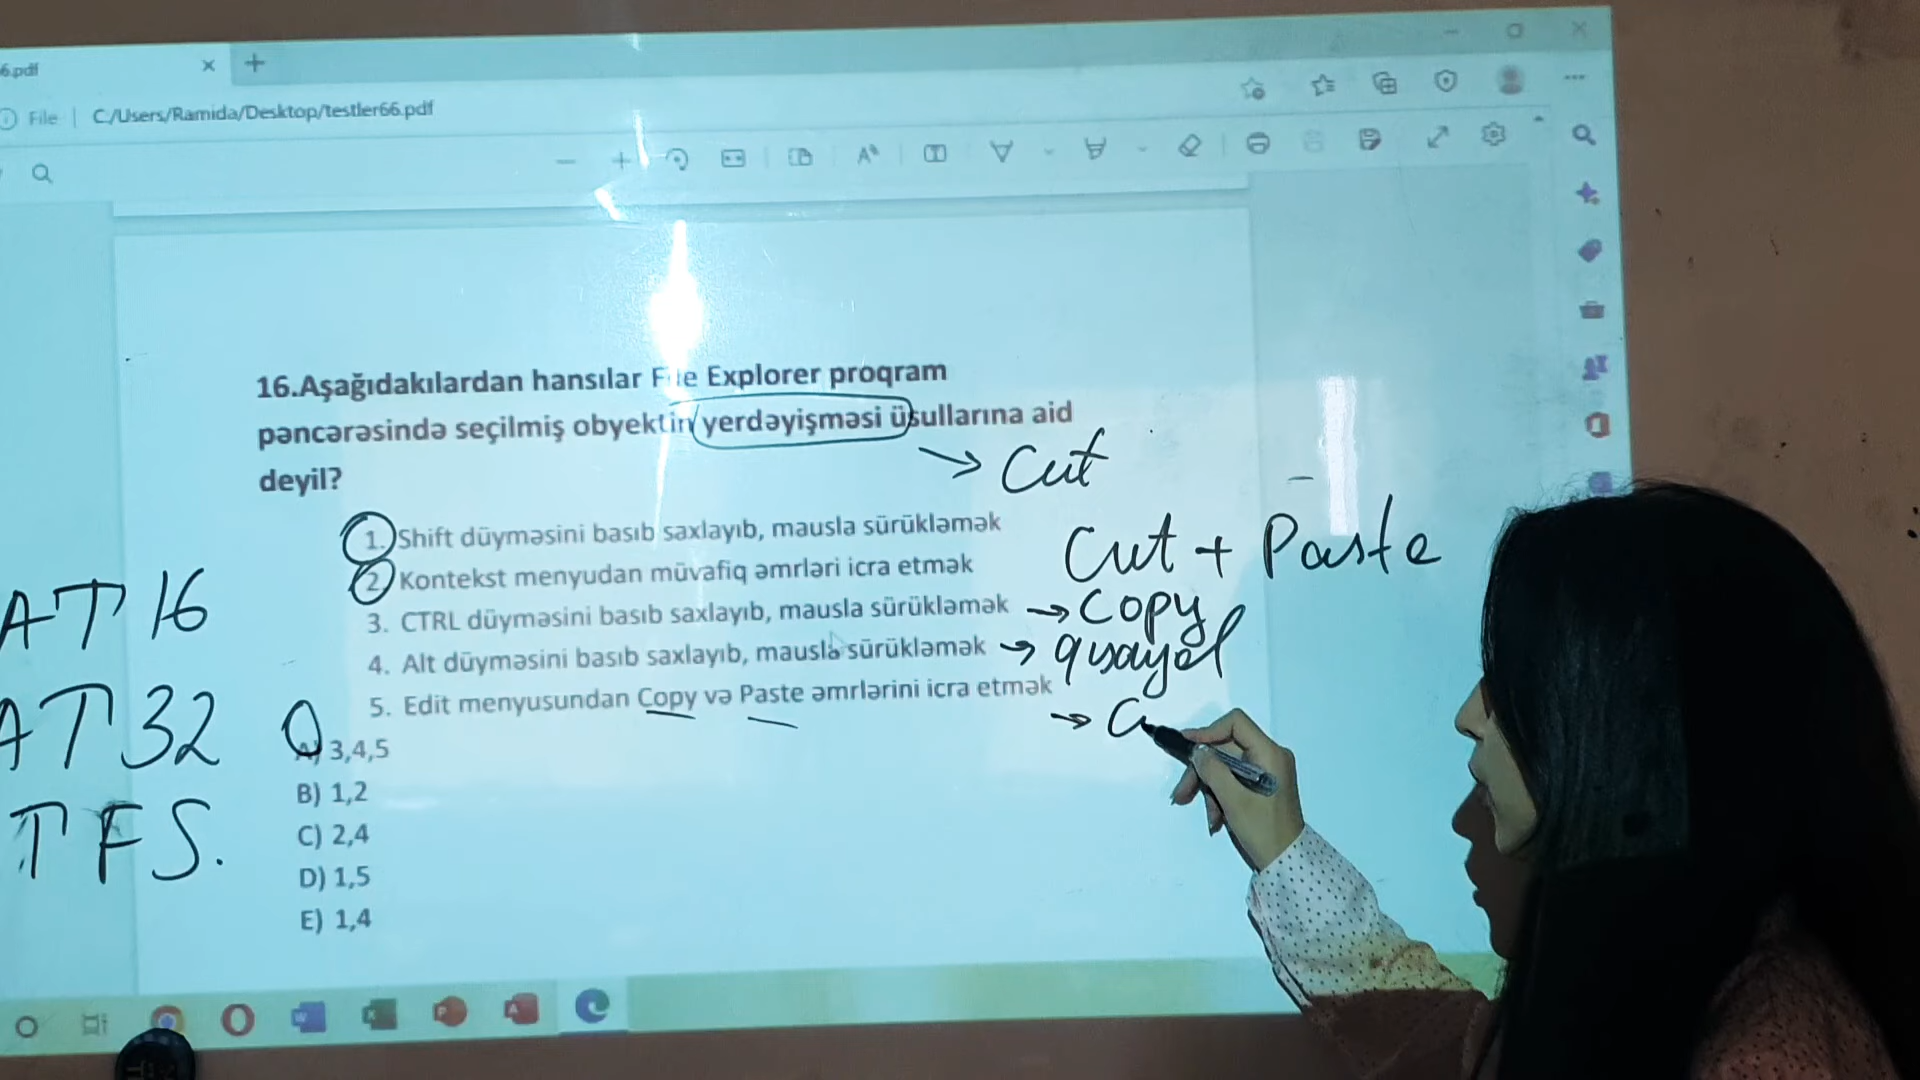 6.pdf
File | C:/Users/Ramida/Desktop/testler66.pdf
16.Aşağıdakılardan hansılar File Explorer proqram
pəncərəsində seçilmiş obyektin yerdəyişməsi üsullarına aid
deyil?
→ Cut
1. Shift düyməsini basıb saxlayıb, mausla sürükləmək
Cut + Paste
2. Kontekst menyudan müvafiq əmrləri icra etmək
3. CTRL düyməsini basıb saxlayıb, mausla sürükləmək → Copy
4. Alt düyməsini basıb saxlayıb, mausla sürükləmək →
5. Edit menyusundan Copy və Paste əmrlərini icra etmək → C
A) 3,4,5
B) 1,2
C) 2,4
D) 1,5
E) 1,4
AT 16
AT 32
TFS.